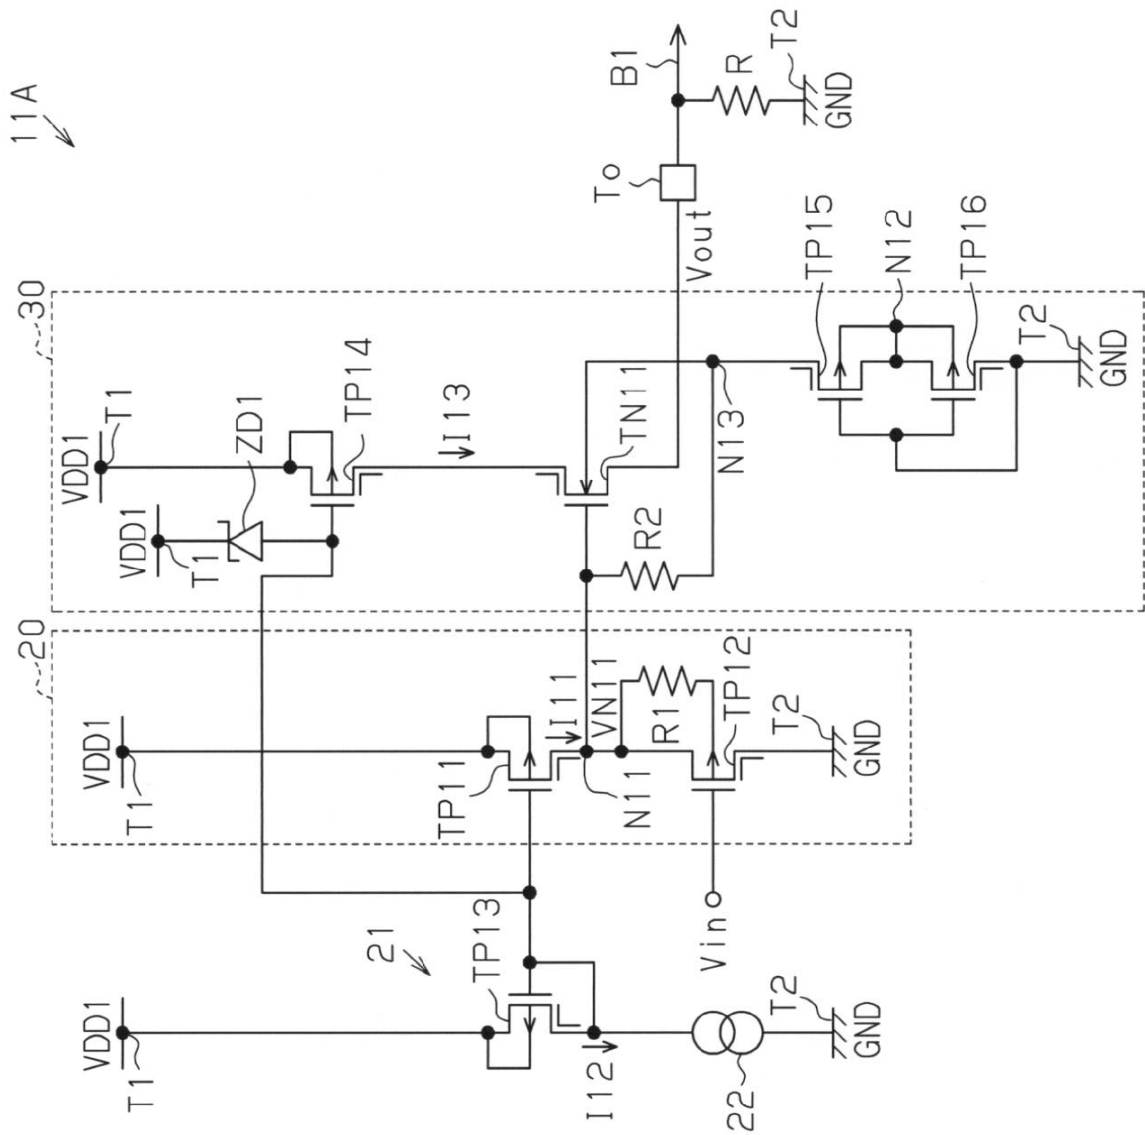 11A
30
VDD1
T1
VDD1
T1
ZD1
TP14
I13
TN11
R2
N13
Vout
To
B1
R
T2
GND
TP15
N12
TP16
T2
GND
20
VDD1
T1
TP11
I11
VN11
N11
R1
TP12
T2
GND
Vin
21
VDD1
T1
TP13
I12
22
T2
GND